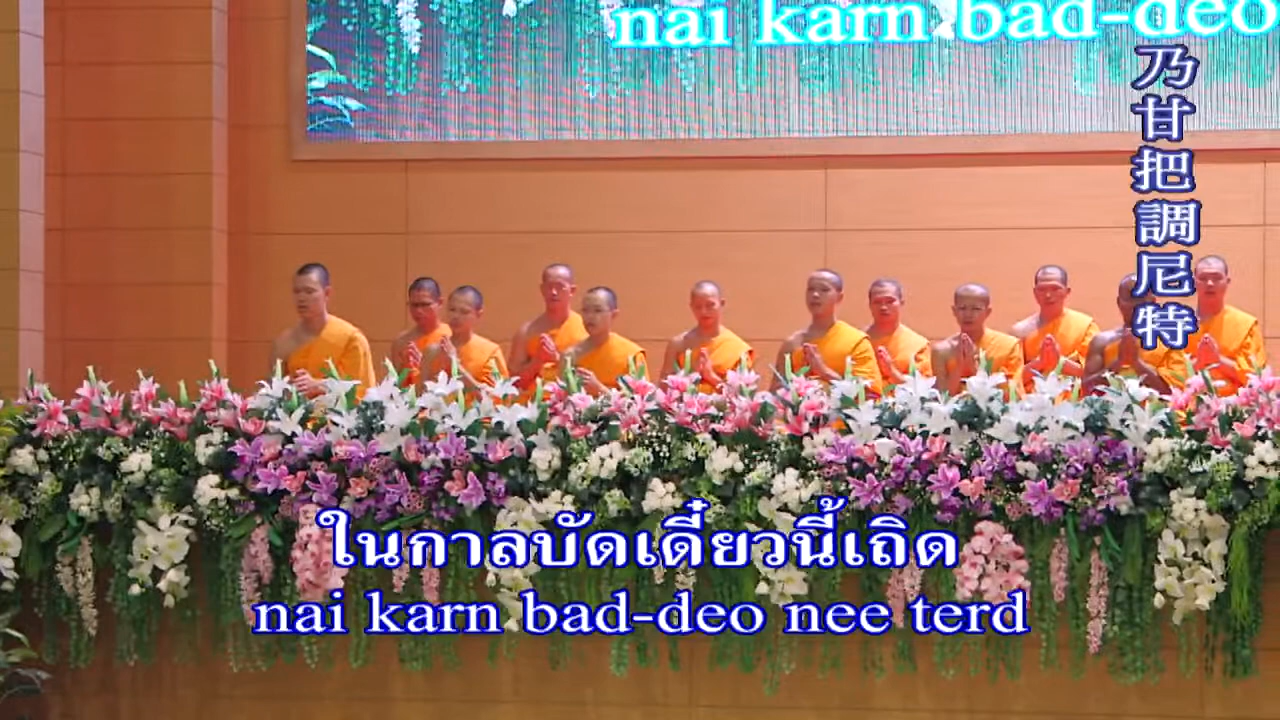 nai karn bad-deo
乃甘把調尼特
ในกาลบัดเดี๋ยวนี้เถิด
nai karn bad-deo nee terd